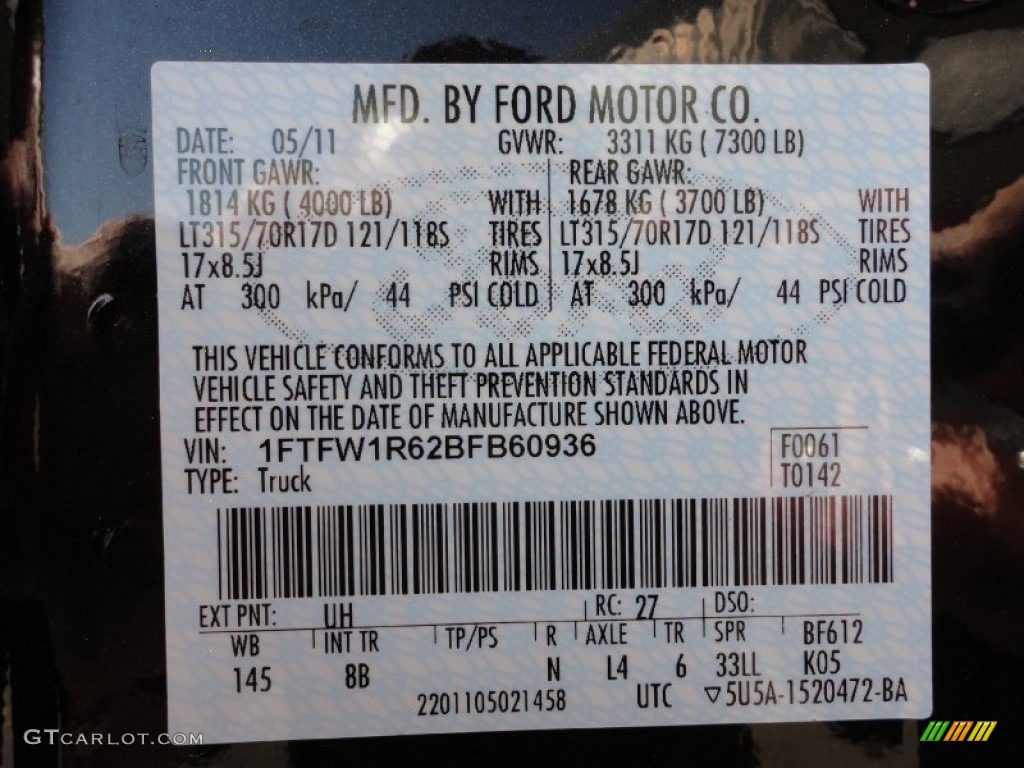 MFD. BY FORD MOTOR CO.
DATE: 05/11 GVWR: 3311 KG ( 7300 LB)
FRONT GAWR: REAR GAWR:
1814 KG ( 4000 LB) WITH 1678 KG ( 3700 LB) WITH
LT315/70R17D 121/118S TIRES LT315/70R17D 121/118S TIRES
17x8.5J RIMS 17x8.5J RIMS
AT 300 kPa/ 44 PSI COLD AT 300 kPa/ 44 PSI COLD
THIS VEHICLE CONFORMS TO ALL APPLICABLE FEDERAL MOTOR
VEHICLE SAFETY AND THEFT PREVENTION STANDARDS IN
EFFECT ON THE DATE OF MANUFACTURE SHOWN ABOVE.
VIN: 1FTFW1R62BFB60936 F0061
TYPE: Truck T0142
EXT PNT: UH RC: 27 DSO:
WB INT TR TP/PS R AXLE TR SPR BF612
145 8B N L4 6 33LL K05
2201105021458 UTC ▽5U5A-1520472-BA
GTCARLOT.COM